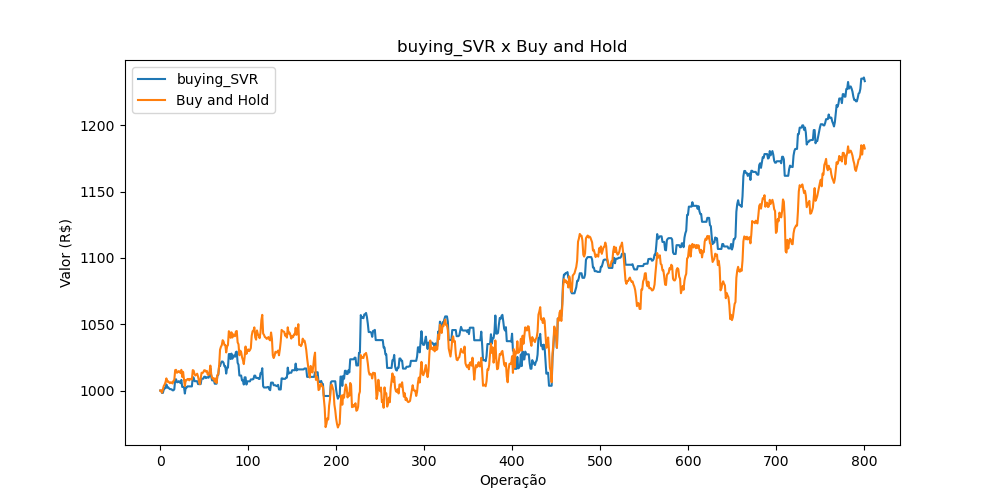 buying_SVR x Buy and Hold
buying_SVR
Buy and Hold
Valor (R$)
1200
1150
1100
1050
1000
0 100 200 300 400 500 600 700 800
Operação